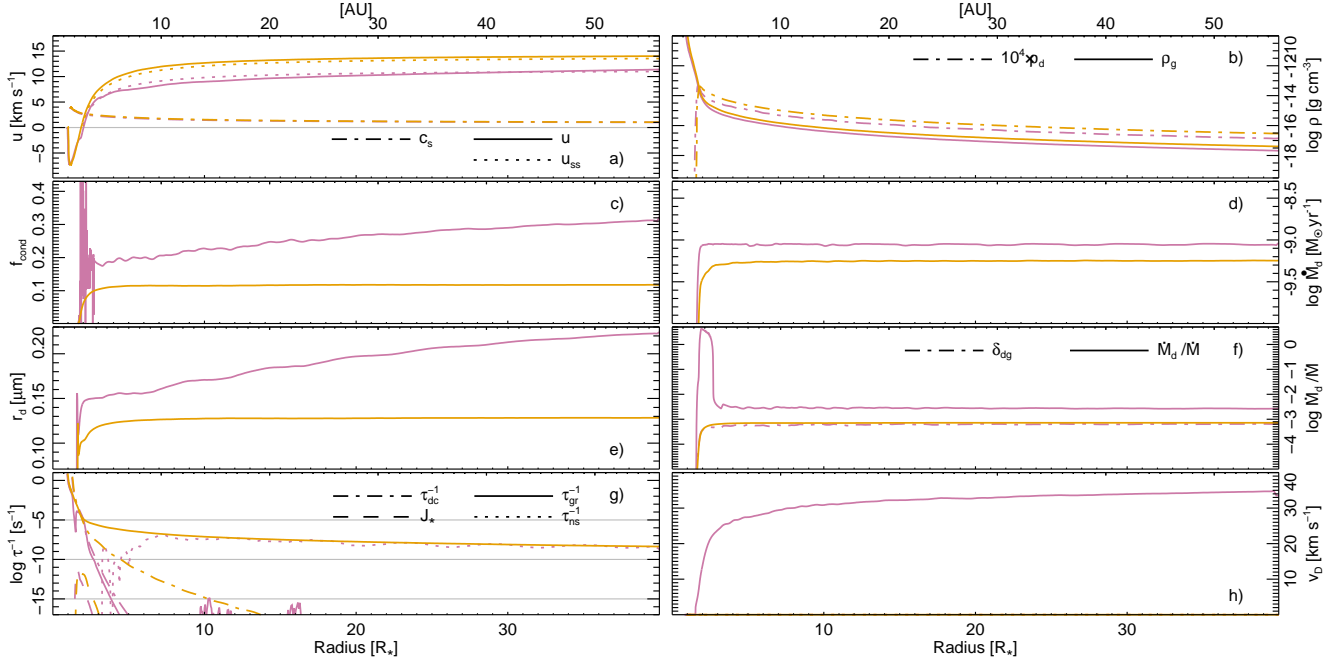 [AU]
10 20 30 40 50
15
10
5
0
-5
u [km s⁻¹]
c_s u
u_ss
a)
[AU]
10 20 30 40 50
10⁴×ρ_d ρ_g
b)
-1210
-14
-16
-18
log ρ [g cm⁻³]
c)
0.4
0.3
0.2
0.1
f_cond
d)
-8.5
-9.0
-9.5
log Ṁ_d [M_⊙ yr⁻¹]
0.20
0.15
0.10
r_d [μm]
e)
δ_dg Ṁ_d /Ṁ
f)
0
-1
-2
-3
-4
log Ṁ_d /Ṁ
0
-5
-10
-15
log τ⁻¹ [s⁻¹]
τ_dc⁻¹ τ_gr⁻¹
g)
J_* τ_ns⁻¹
10 20 30
Radius [R_*]
40
30
20
10
v_D [km s⁻¹]
h)
10 20 30
Radius [R_*]